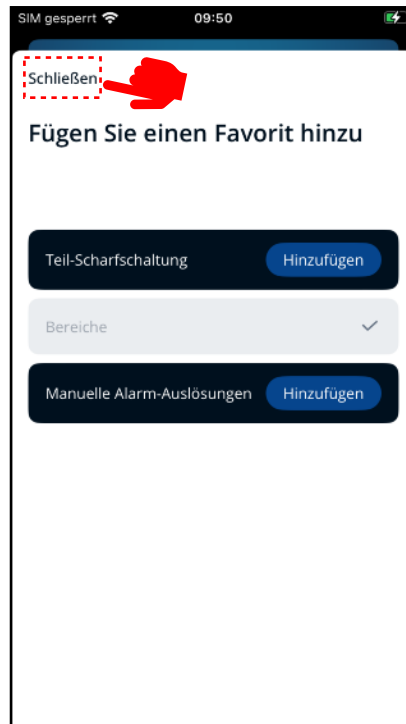 SIM gesperrt 09:50
Schließen
Fügen Sie einen Favorit hinzu
Teil-Scharfschaltung Hinzufügen
Bereiche
Manuelle Alarm-Auslösungen Hinzufügen